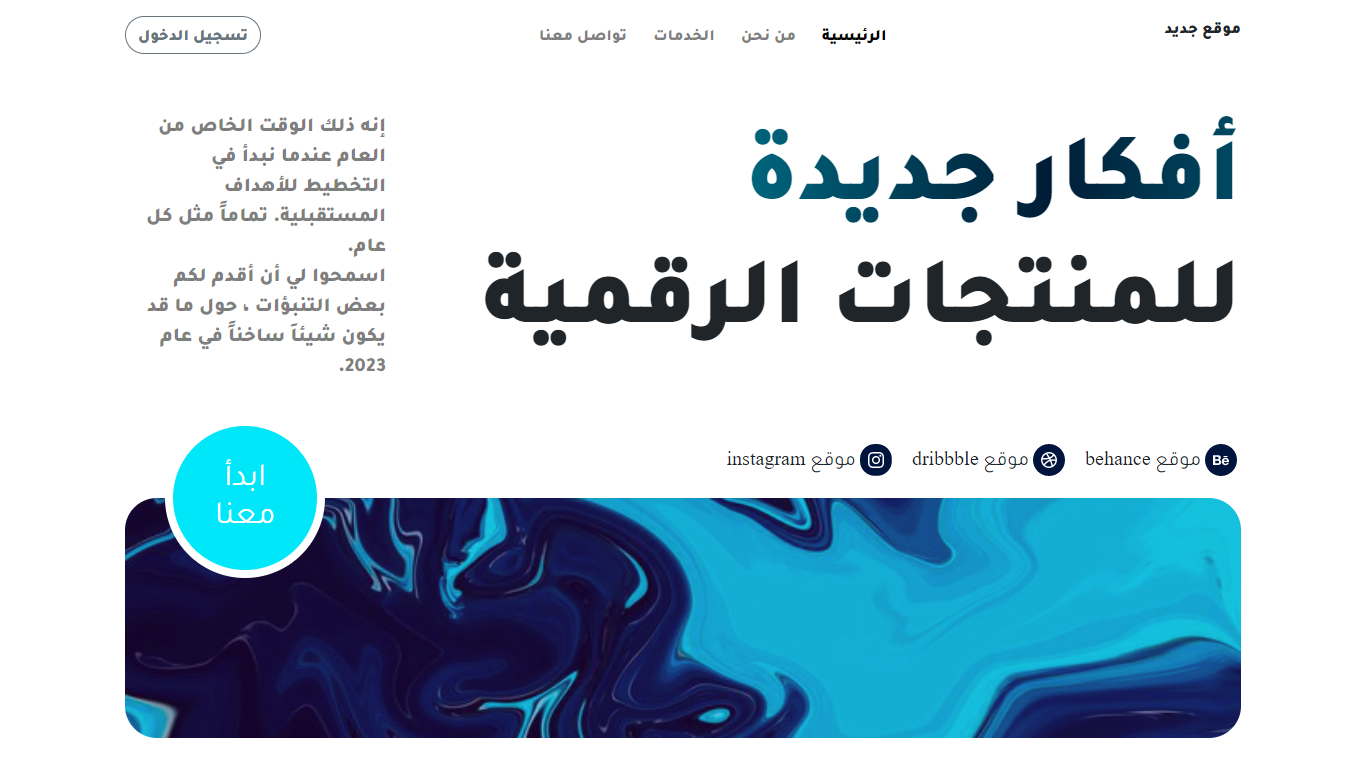 موقع جديد
الرئيسية
من نحن
الخدمات
تواصل معنا
تسجيل الدخول
أفكار جديدة
للمنتجات الرقمية
إنه ذلك الوقت الخاص من
العام عندما نبدأ في
التخطيط للأهداف
المستقبلية. تماماً مثل كل
عام.
اسمحوا لي أن أقدم لكم
بعض التنبؤات ، حول ما قد
يكون شيئاَ ساخناً في عام
2023.
Bē موقع behance
موقع dribbble
موقع instagram
ابدأ
معنا